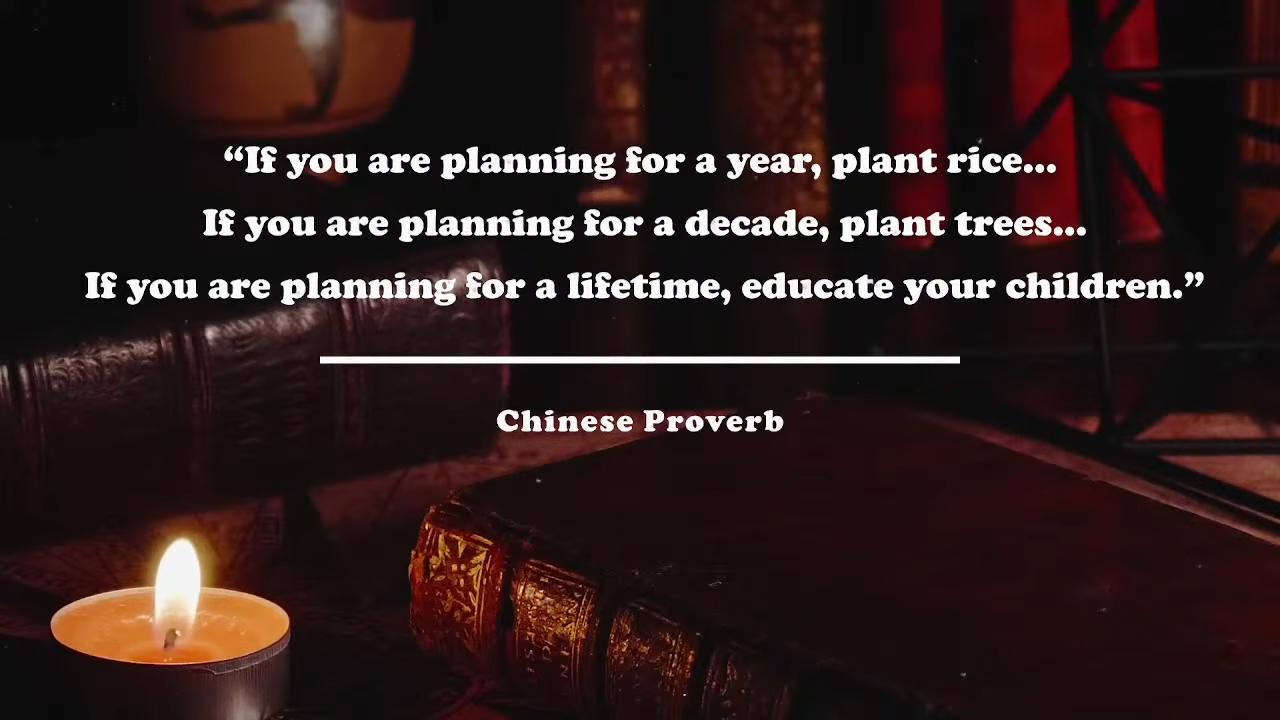 “If you are planning for a year, plant rice...
If you are planning for a decade, plant trees...
If you are planning for a lifetime, educate your children.”
Chinese Proverb